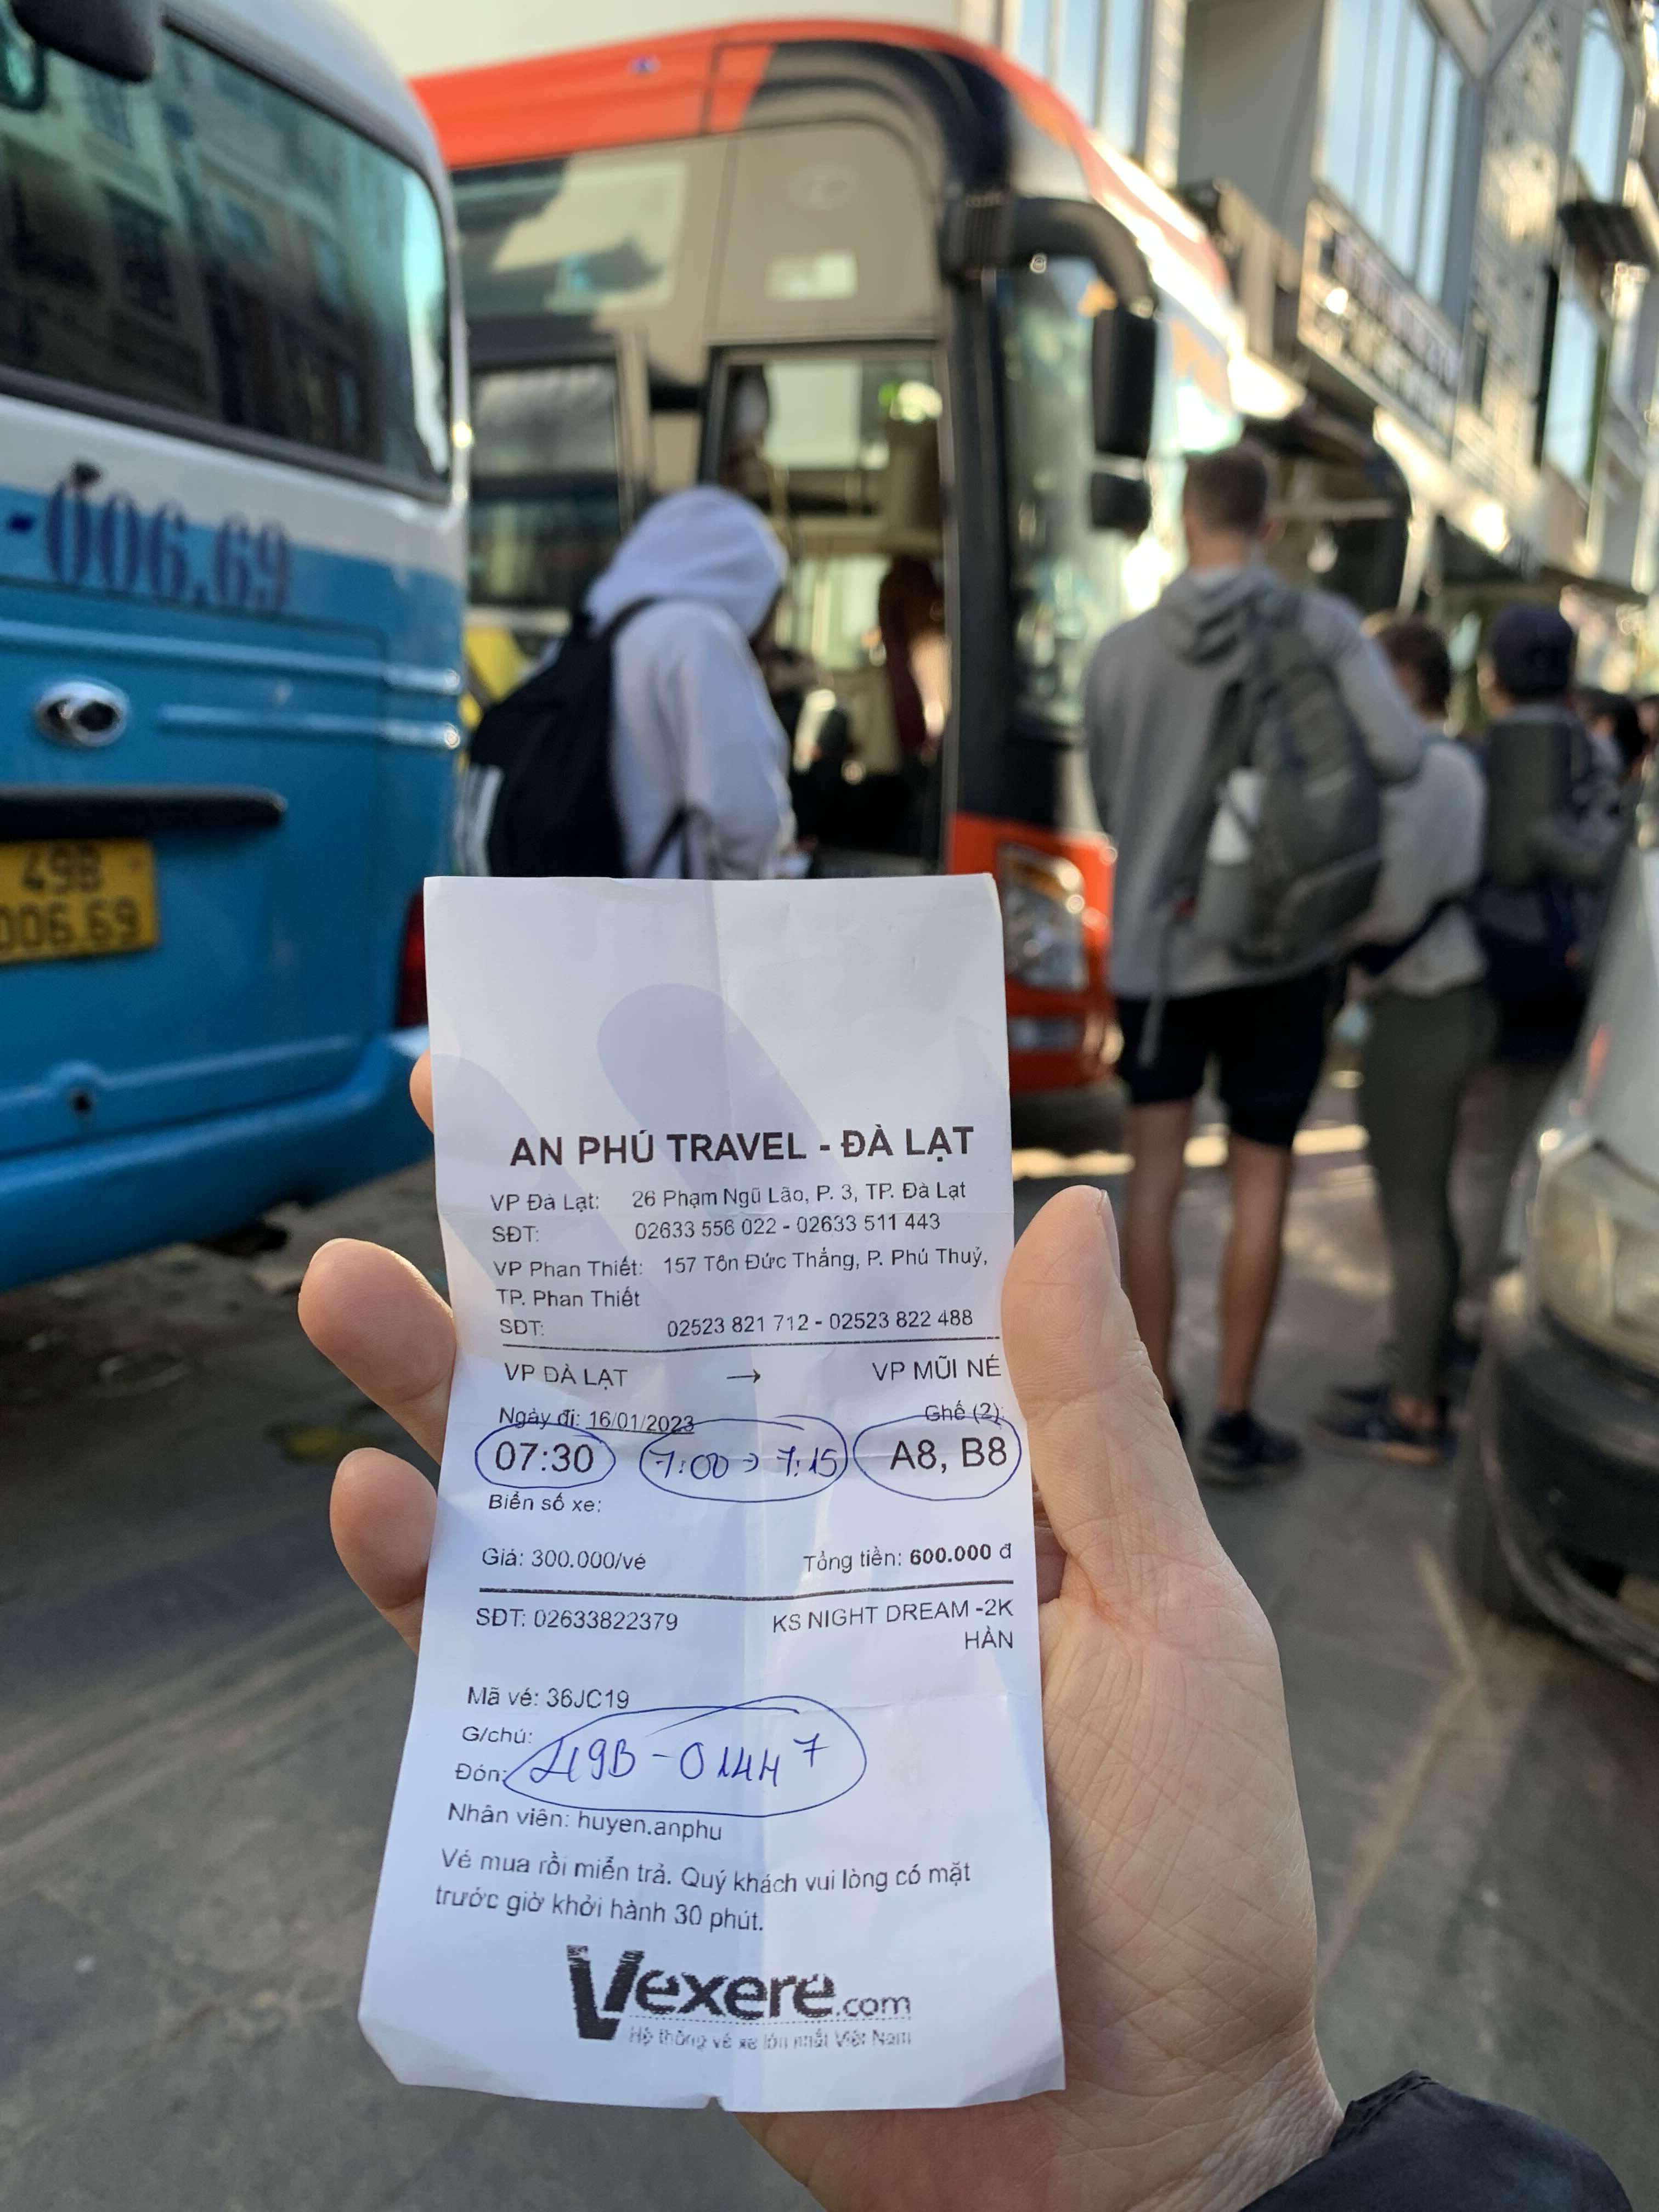 -006.69
49B
006.69
AN PHÚ TRAVEL - ĐÀ LẠT
VP Đà Lạt: 26 Phạm Ngũ Lão, P. 3, TP. Đà Lạt
SĐT: 02633 556 022 - 02633 511 443
VP Phan Thiết: 157 Tôn Đức Thắng, P. Phú Thuỷ,
TP. Phan Thiết
SĐT: 02523 821 712 - 02523 822 488
VP ĐÀ LẠT → VP MŨI NÉ
Ngày đi: 16/01/2023 Ghế (2):
07:30 7:00 → 7:15 A8, B8
Biển số xe:
Giá: 300.000/vé Tổng tiền: 600.000 đ
SĐT: 02633822379 KS NIGHT DREAM -2K
HÀN
Mã vé: 36JC19
G/chú:
Đón: 49B-01447
Nhân viên: huyen.anphu
Vé mua rồi miễn trả. Quý khách vui lòng có mặt
trước giờ khởi hành 30 phút.
Vexere.com
Hệ thống vé xe lớn nhất Việt Nam